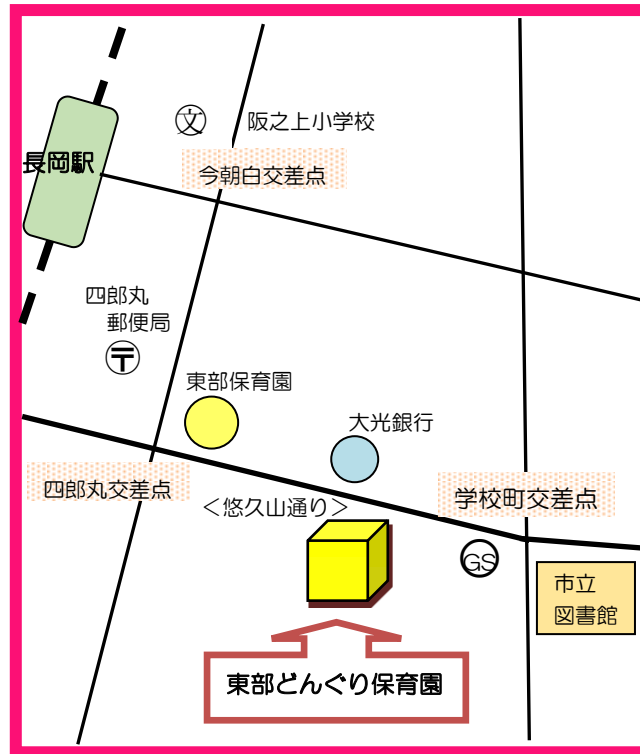 文
阪之上小学校
長岡駅
今朝白交差点
四郎丸
郵便局
〒
東部保育園
大光銀行
四郎丸交差点
学校町交差点
＜悠久山通り＞
GS
市立
図書館
東部どんぐり保育園